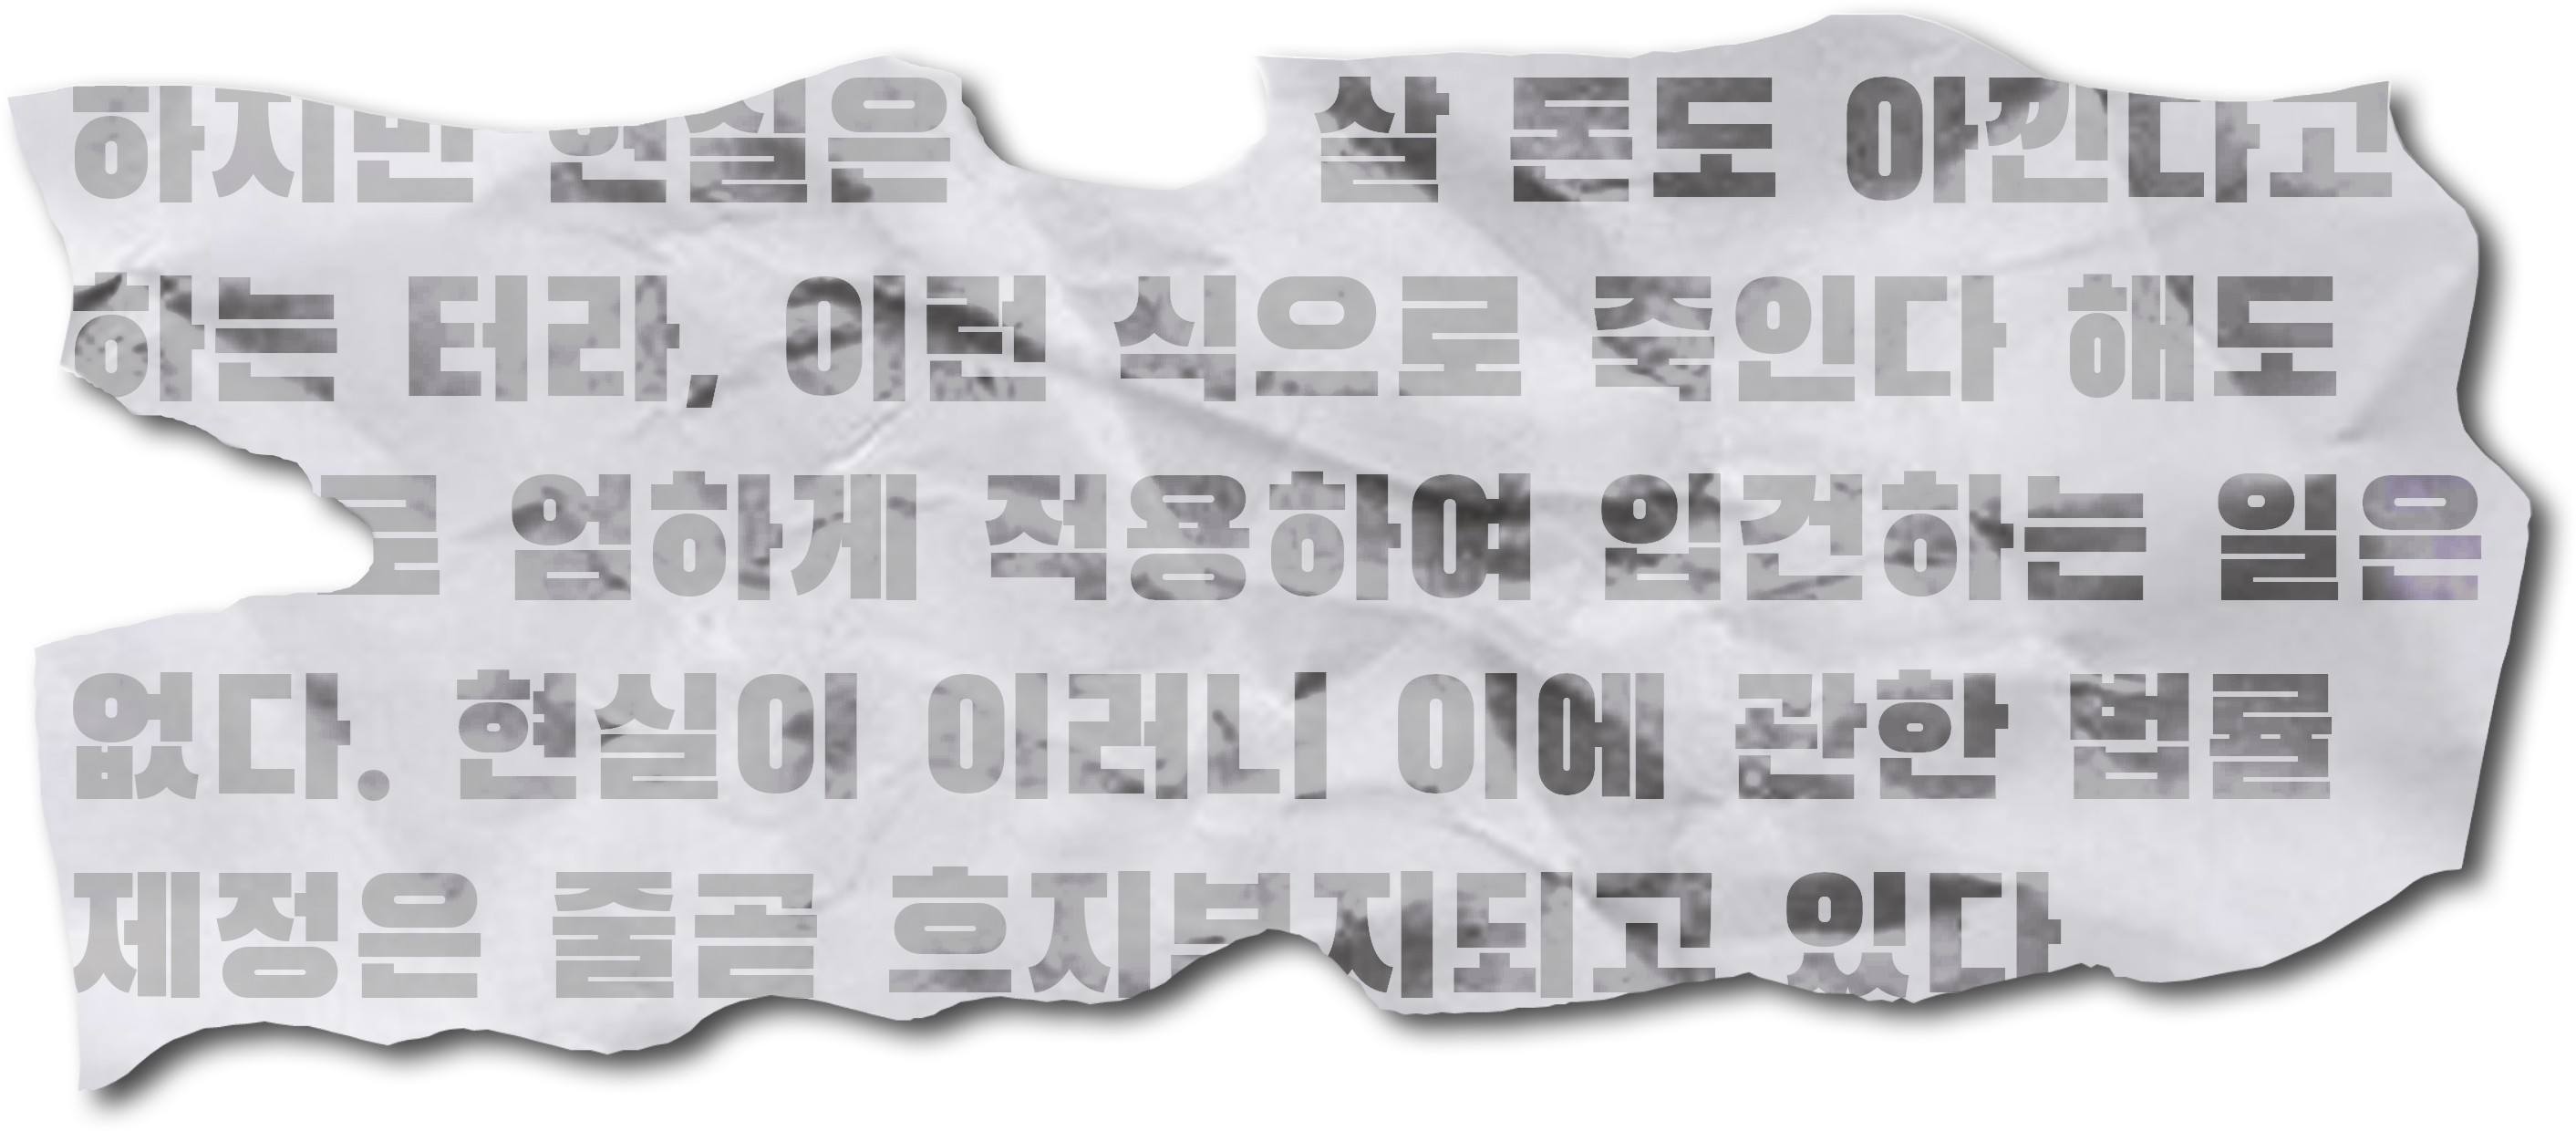 하지만 현실은 살 돈도 아낀다고
하는 터라, 이런 식으로 죽인다 해도
로 엄하게 적용하여 입건하는 일은
없다. 현실이 이러니 이에 관한 법률
제정은 줄곧 흐지부지되고 있다